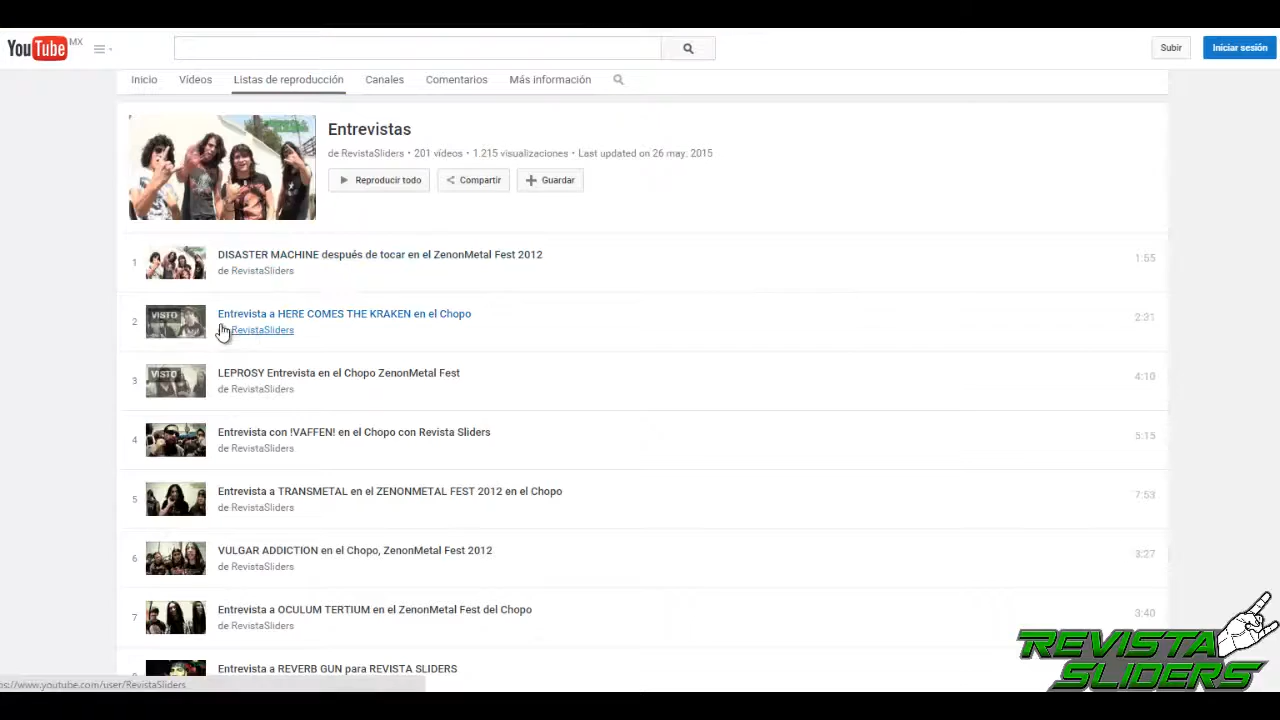 YouTube MX
Subir
Iniciar sesión
Inicio Vídeos Listas de reproducción Canales Comentarios Más información
Entrevistas
de RevistaSliders • 201 vídeos • 1.215 visualizaciones • Last updated on 26 may. 2015
Reproducir todo
Compartir
Guardar
1 DISASTER MACHINE después de tocar en el ZenonMetal Fest 2012 1:55
de RevistaSliders
2 VISTO Entrevista a HERE COMES THE KRAKEN en el Chopo 2:31
RevistaSliders
3 VISTO LEPROSY Entrevista en el Chopo ZenonMetal Fest 4:10
de RevistaSliders
4 Entrevista con !VAFFEN! en el Chopo con Revista Sliders 5:15
de RevistaSliders
5 Entrevista a TRANSMETAL en el ZENONMETAL FEST 2012 en el Chopo 7:53
de RevistaSliders
6 VULGAR ADDICTION en el Chopo, ZenonMetal Fest 2012 3:27
de RevistaSliders
7 Entrevista a OCULUM TERTIUM en el ZenonMetal Fest del Chopo 3:40
de RevistaSliders
Entrevista a REVERB GUN para REVISTA SLIDERS
ps://www.youtube.com/user/RevistaSliders
REVISTA
SLIDERS